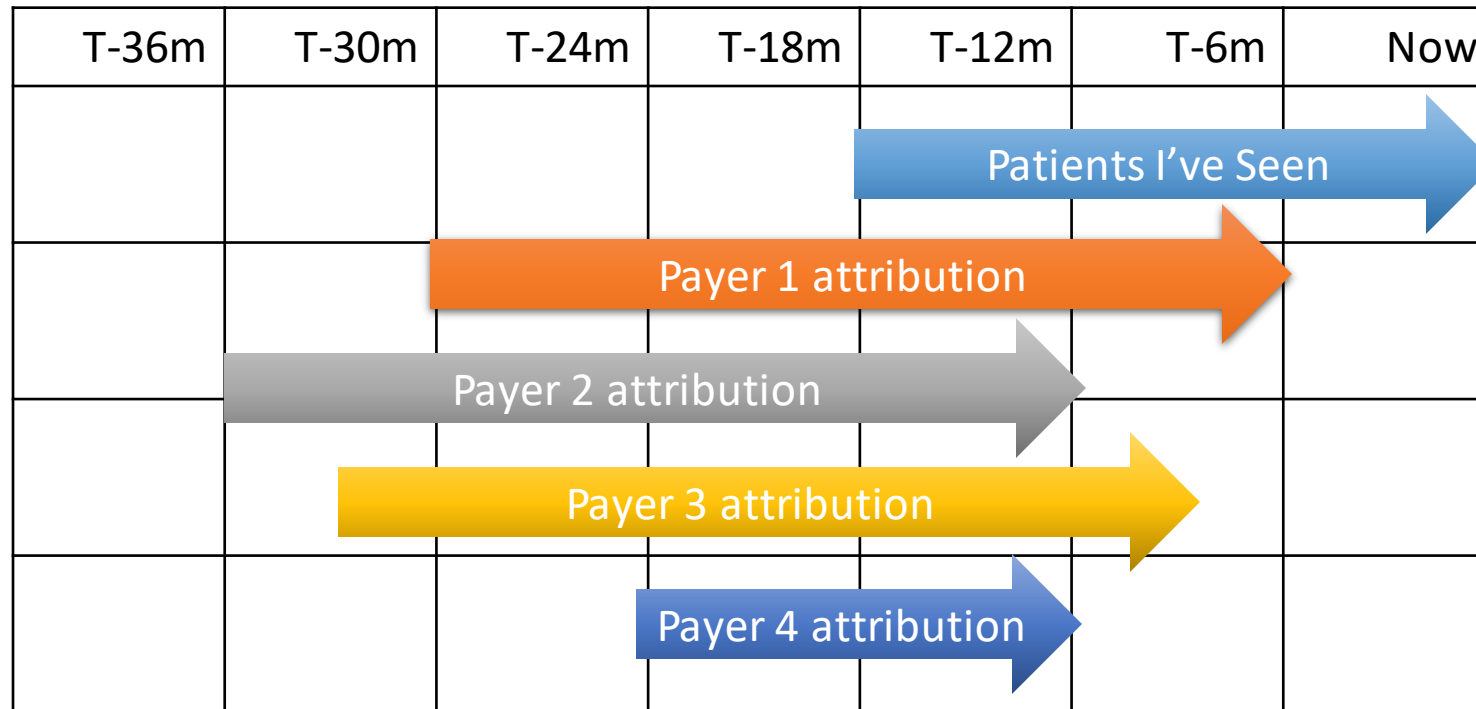 T-36m T-30m T-24m T-18m T-12m T-6m Now
Patients I’ve Seen
Payer 1 attribution
Payer 2 attribution
Payer 3 attribution
Payer 4 attribution